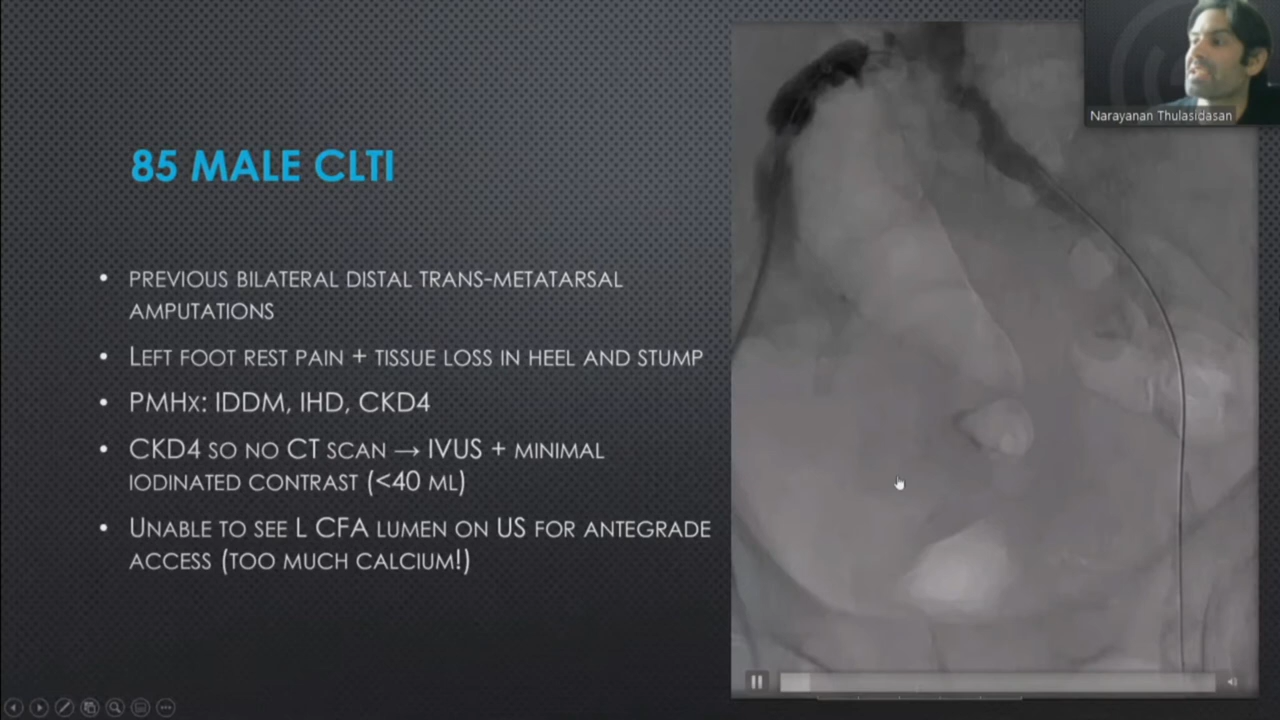 Narayanan Thulasidasan
85 MALE CLTI
• PREVIOUS BILATERAL DISTAL TRANS-METATARSAL
AMPUTATIONS
• LEFT FOOT REST PAIN + TISSUE LOSS IN HEEL AND STUMP
• PMHX: IDDM, IHD, CKD4
• CKD4 SO NO CT SCAN → IVUS + MINIMAL
IODINATED CONTRAST (<40 ML)
• UNABLE TO SEE L CFA LUMEN ON US FOR ANTEGRADE
ACCESS (TOO MUCH CALCIUM!)